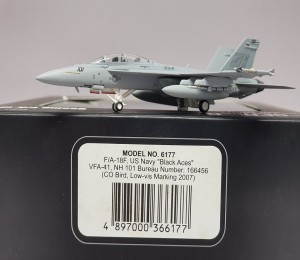 MODEL NO. 6177
F/A-18F, US Navy "Black Aces"
VFA-41, NH 101 Bureau Number: 166456
(CO Bird, Low-vis Marking 2007)
4 897000 366177